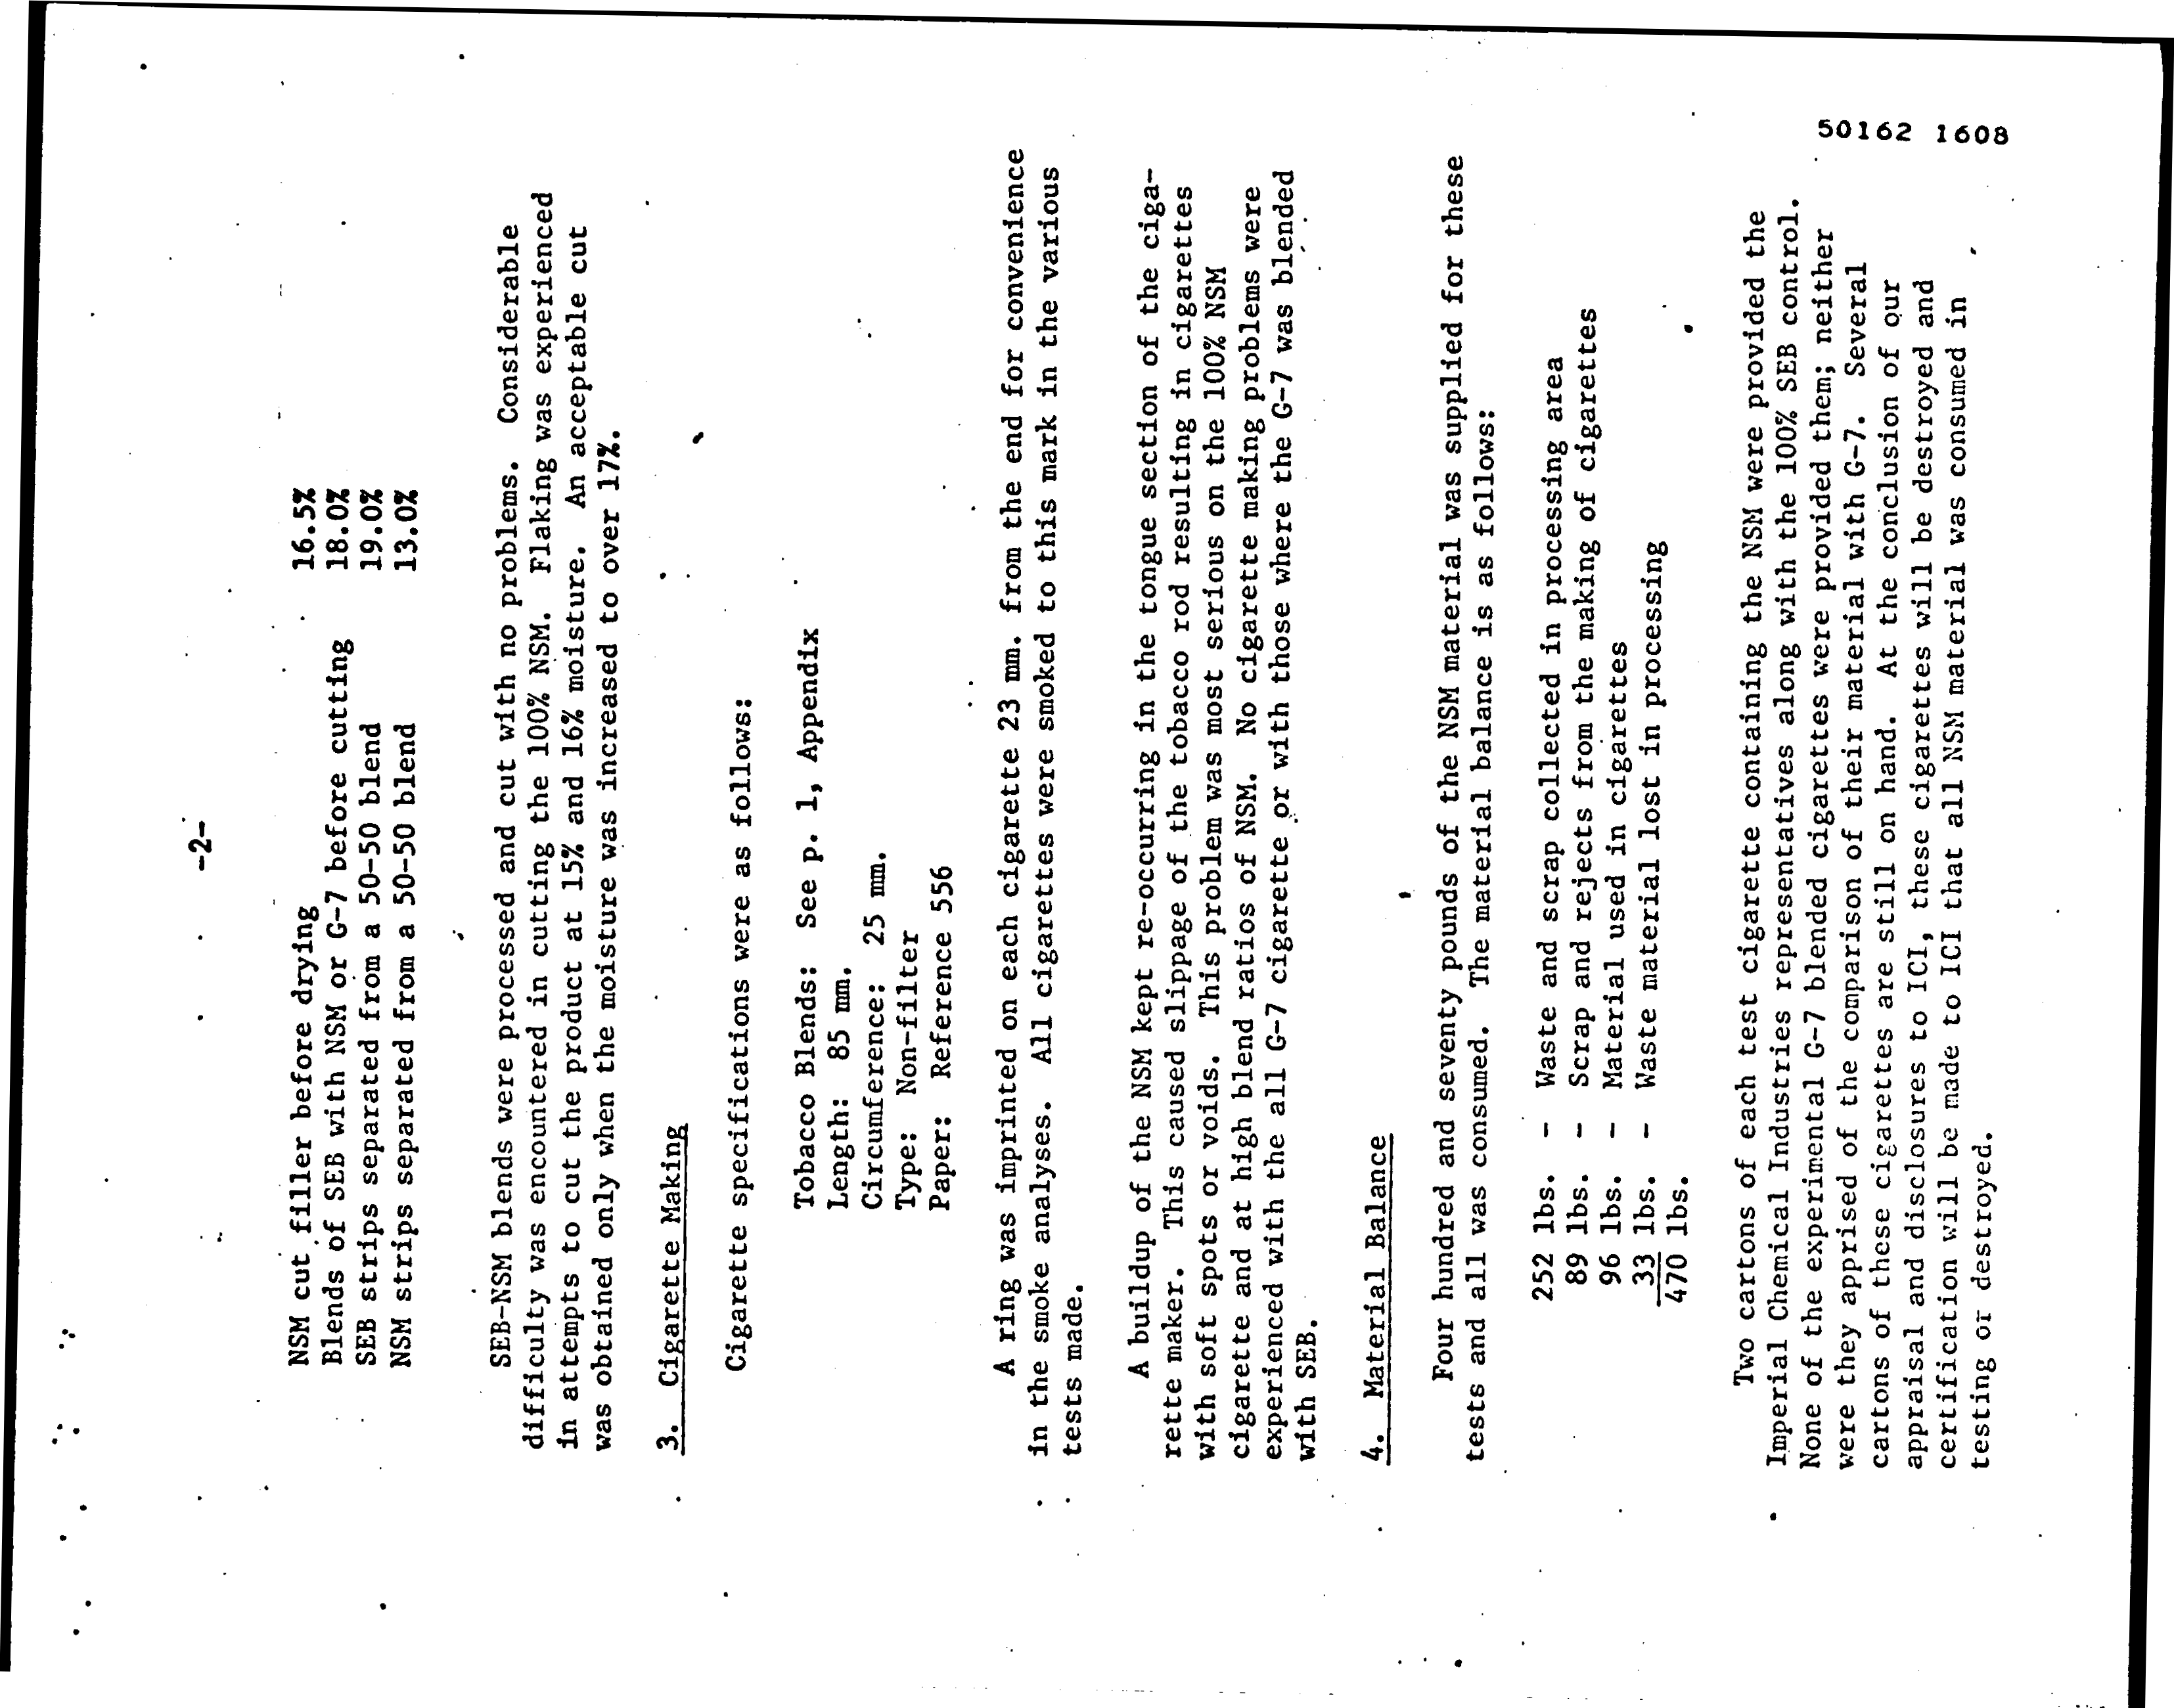 -2-
NSM cut filler before drying 16.5%
Blends of SEB with NSM or G-7 before cutting 18.0%
SEB strips separated from a 50-50 blend 19.0%
NSM strips separated from a 50-50 blend 13.0%
SEB-NSM blends were processed and cut with no problems. Considerable
difficulty was encountered in cutting the 100% NSM. Flaking was experienced
in attempts to cut the product at 15% and 16% moisture. An acceptable cut
was obtained only when the moisture was increased to over 17%.
3. Cigarette Making
Cigarette specifications were as follows:
Tobacco Blends: See p. 1, Appendix
Length: 85 mm.
Circumference: 25 mm.
Type: Non-filter
Paper: Reference 556
A ring was imprinted on each cigarette 23 mm. from the end for convenience
in the smoke analyses. All cigarettes were smoked to this mark in the various
tests made.
A buildup of the NSM kept re-occurring in the tongue section of the ciga-
rette maker. This caused slippage of the tobacco rod resulting in cigarettes
with soft spots or voids. This problem was most serious on the 100% NSM
cigarette and at high blend ratios of NSM. No cigarette making problems were
experienced with the all G-7 cigarette or with those where the G-7 was blended
with SEB.
4. Material Balance
Four hundred and seventy pounds of the NSM material was supplied for these
tests and all was consumed. The material balance is as follows:
252 lbs. - Waste and scrap collected in processing area
89 lbs. - Scrap and rejects from the making of cigarettes
96 lbs. - Material used in cigarettes
33 lbs. - Waste material lost in processing
470 lbs.
Two cartons of each test cigarette containing the NSM were provided the
Imperial Chemical Industries representatives along with the 100% SEB control.
None of the experimental G-7 blended cigarettes were provided them; neither
were they apprised of the comparison of their material with G-7. Several
cartons of these cigarettes are still on hand. At the conclusion of our
appraisal and disclosures to ICI, these cigarettes will be destroyed and
certification will be made to ICI that all NSM material was consumed in
testing or destroyed.
50162 1608